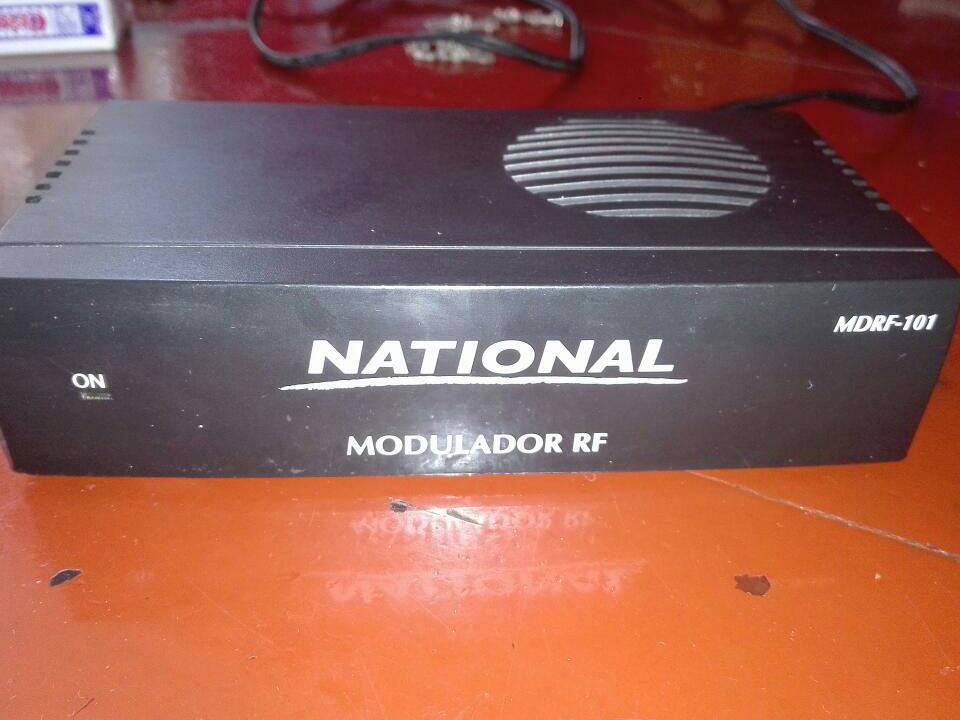 MDRF-101
NATIONAL
ON
MODULADOR RF